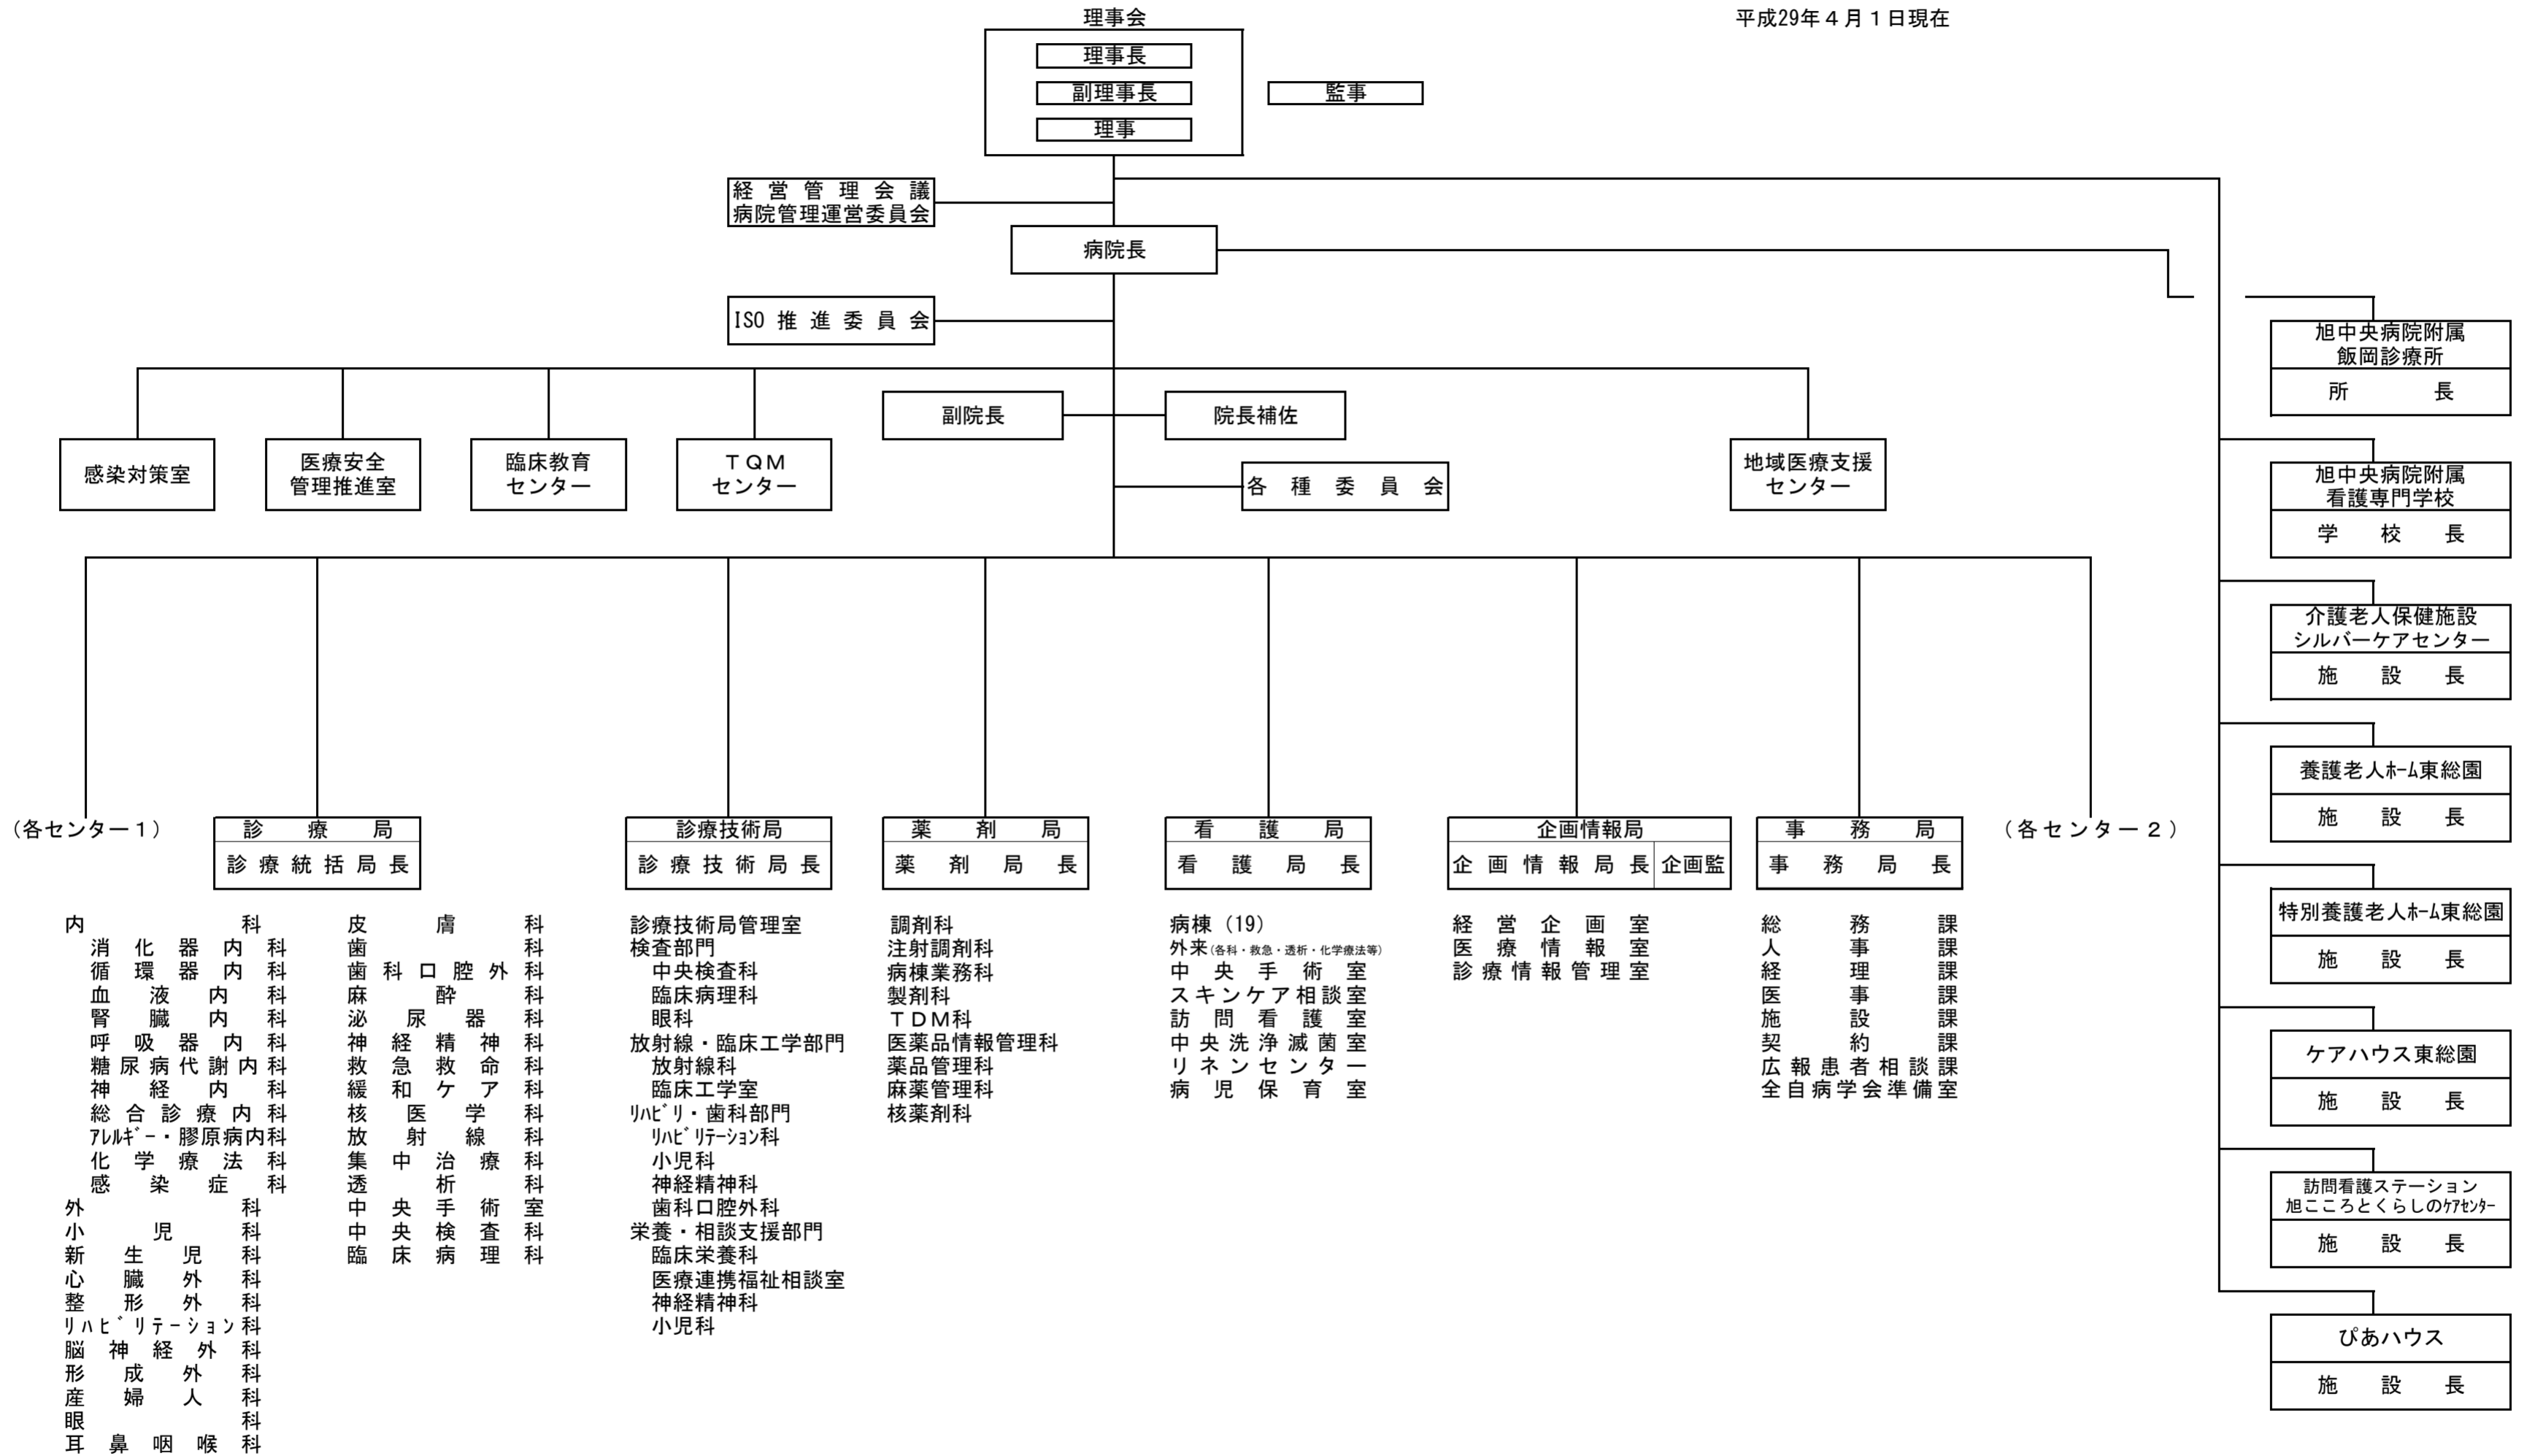 理事会
平成29年４月１日現在
理事長
副理事長
監事
理事
経営管理会議
病院管理運営委員会
病院長
ISO推進委員会
旭中央病院附属
飯岡診療所
所長
副院長
院長補佐
感染対策室
医療安全
管理推進室
臨床教育
センター
ＴＱＭ
センター
各種委員会
地域医療支援
センター
旭中央病院附属
看護専門学校
学校長
介護老人保健施設
シルバーケアセンター
施設長
養護老人ﾎｰﾑ東総園
施設長
特別養護老人ﾎｰﾑ東総園
施設長
ケアハウス東総園
施設長
訪問看護ステーション
旭こころとくらしのｹｱｾﾝﾀｰ
施設長
ぴあハウス
施設長
（各センター１）
診療局
診療統括局長
診療技術局
診療技術局長
薬剤局
薬剤局長
看護局
看護局長
企画情報局
企画情報局長
企画監
事務局
事務局長
（各センター２）
内科
消化器内科
循環器内科
血液内科
腎臓内科
呼吸器内科
糖尿病代謝内科
神経内科
総合診療内科
ｱﾚﾙｷﾞｰ・膠原病内科
化学療法科
感染症科
外科
小児科
新生児科
心臓外科
整形外科
ﾘﾊﾋﾞﾘﾃｰｼｮﾝ科
脳神経外科
形成外科
産婦人科
眼科
耳鼻咽喉科
皮膚科
歯科
歯科口腔外科
麻酔科
泌尿器科
神経精神科
救急救命科
緩和ケア科
核医学科
放射線科
集中治療科
透析科
中央手術室
中央検査科
臨床病理科
診療技術局管理室
検査部門
中央検査科
臨床病理科
眼科
放射線・臨床工学部門
放射線科
臨床工学室
ﾘﾊﾋﾞﾘ・歯科部門
ﾘﾊﾋﾞﾘﾃｰｼｮﾝ科
小児科
神経精神科
歯科口腔外科
栄養・相談支援部門
臨床栄養科
医療連携福祉相談室
神経精神科
小児科
調剤科
注射調剤科
病棟業務科
製剤科
ＴＤＭ科
医薬品情報管理科
薬品管理科
麻薬管理科
核薬剤科
病棟（19）
外来(各科・救急・透析・化学療法等)
中央手術室
スキンケア相談室
訪問看護室
中央洗浄滅菌室
リネンセンター
病児保育室
経営企画室
医療情報室
診療情報管理室
総務課
人事課
経理課
医事課
施設課
契約課
広報患者相談課
全自病学会準備室